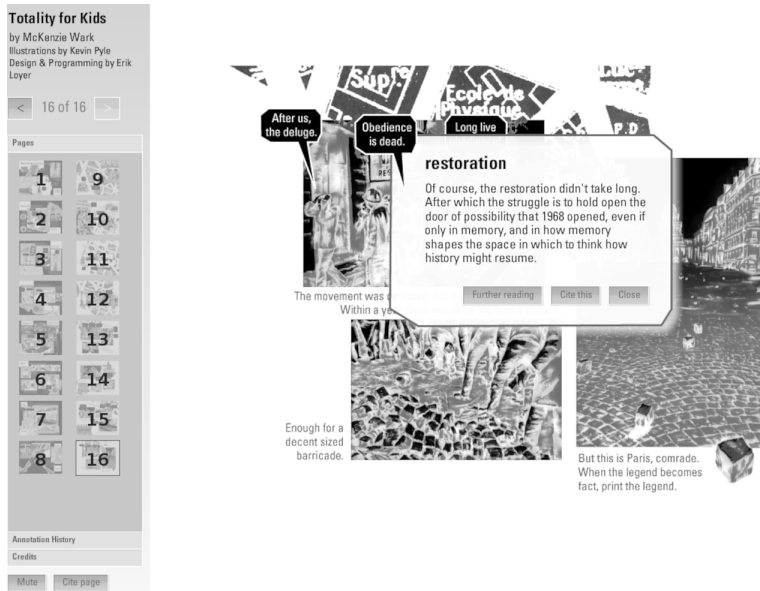 Totality for Kids
by McKenzie Wark
Illustrations by Kevin Pyle
Design & Programming by Erik
Loyer
<
16 of 16
>
Pages
1
9
2
10
3
11
4
12
5
13
6
14
7
15
8
16
Annotation History
Credits
Mute
Cite page
Sup re
Ecole de
Physique
Luc
P.D
After us,
the deluge.
Obedience
is dead.
Long live
restoration
Of course, the restoration didn't take long.
After which the struggle is to hold open the
door of possibility that 1968 opened, even if
only in memory, and in how memory
shapes the space in which to think how
history might resume.
Further reading
Cite this
Close
The movement was
Within a
Enough for a
decent sized
barricade.
But this is Paris, comrade.
When the legend becomes
fact, print the legend.